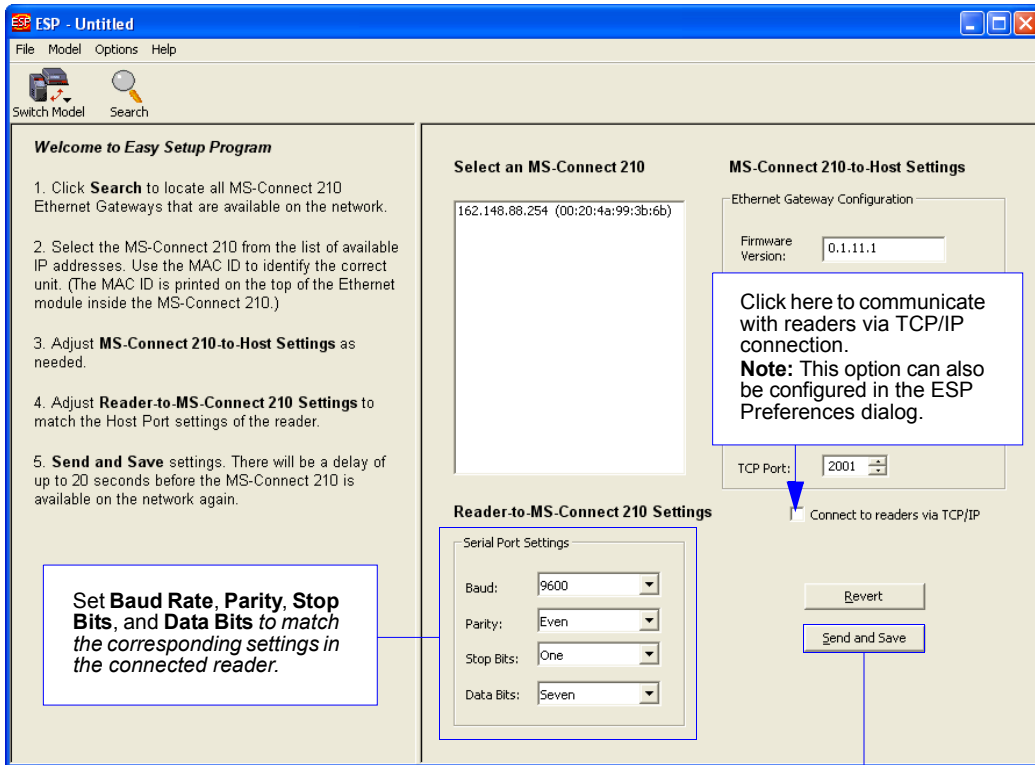 ESP - Untitled
File Model Options Help
Switch Model Search
Welcome to Easy Setup Program
1. Click Search to locate all MS-Connect 210
Ethernet Gateways that are available on the network.
2. Select the MS-Connect 210 from the list of available
IP addresses. Use the MAC ID to identify the correct
unit. (The MAC ID is printed on the top of the Ethernet
module inside the MS-Connect 210.)
3. Adjust MS-Connect 210-to-Host Settings as
needed.
4. Adjust Reader-to-MS-Connect 210 Settings to
match the Host Port settings of the reader.
5. Send and Save settings. There will be a delay of
up to 20 seconds before the MS-Connect 210 is
available on the network again.
Set Baud Rate, Parity, Stop
Bits, and Data Bits to match
the corresponding settings in
the connected reader.
Select an MS-Connect 210
162.148.88.254 (00:20:4a:99:3b:6b)
Reader-to-MS-Connect 210 Settings
Serial Port Settings
Baud: 9600
Parity: Even
Stop Bits: One
Data Bits: Seven
MS-Connect 210-to-Host Settings
Ethernet Gateway Configuration
Firmware
Version: 0.1.11.1
Click here to communicate
with readers via TCP/IP
connection.
Note: This option can also
be configured in the ESP
Preferences dialog.
TCP Port: 2001
Connect to readers via TCP/IP
Revert
Send and Save